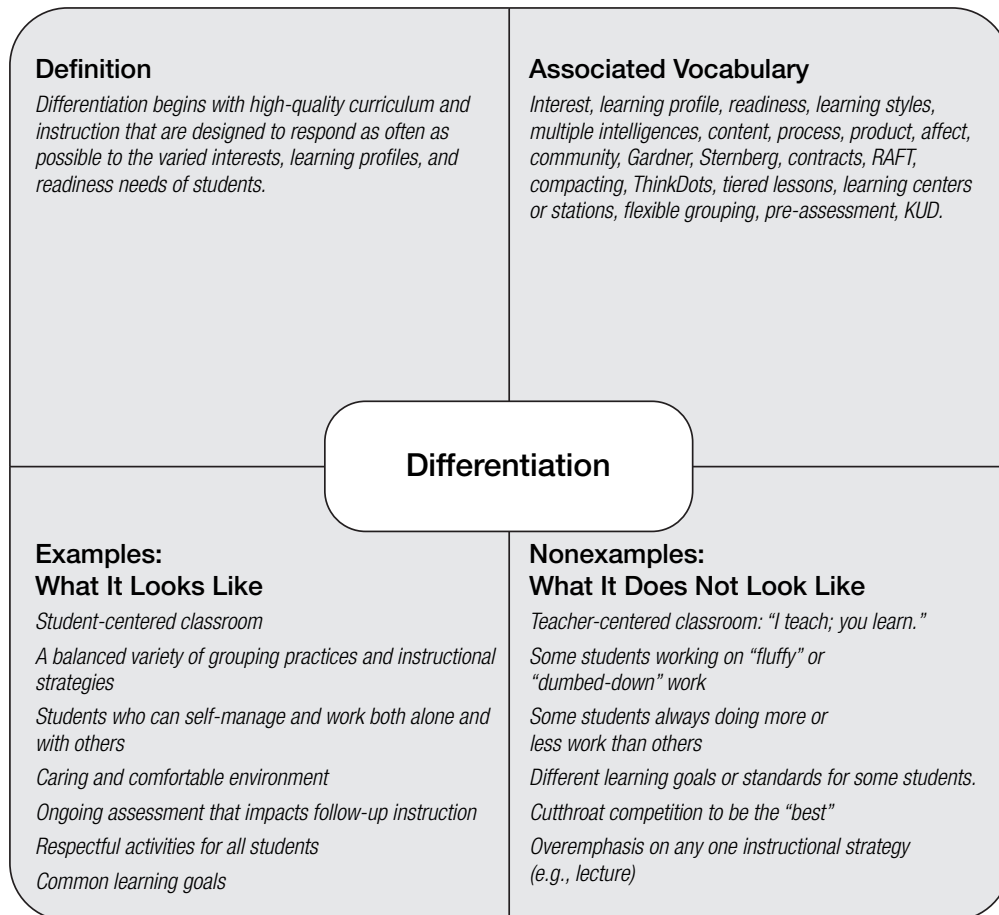 Definition
Differentiation begins with high-quality curriculum and
instruction that are designed to respond as often as
possible to the varied interests, learning profiles, and
readiness needs of students.
Associated Vocabulary
Interest, learning profile, readiness, learning styles,
multiple intelligences, content, process, product, affect,
community, Gardner, Sternberg, contracts, RAFT,
compacting, ThinkDots, tiered lessons, learning centers
or stations, flexible grouping, pre-assessment, KUD.
Differentiation
Examples:
What It Looks Like
Student-centered classroom
A balanced variety of grouping practices and instructional
strategies
Students who can self-manage and work both alone and
with others
Caring and comfortable environment
Ongoing assessment that impacts follow-up instruction
Respectful activities for all students
Common learning goals
Nonexamples:
What It Does Not Look Like
Teacher-centered classroom: “I teach; you learn.”
Some students working on “fluffy” or
“dumbed-down” work
Some students always doing more or
less work than others
Different learning goals or standards for some students.
Cutthroat competition to be the “best”
Overemphasis on any one instructional strategy
(e.g., lecture)